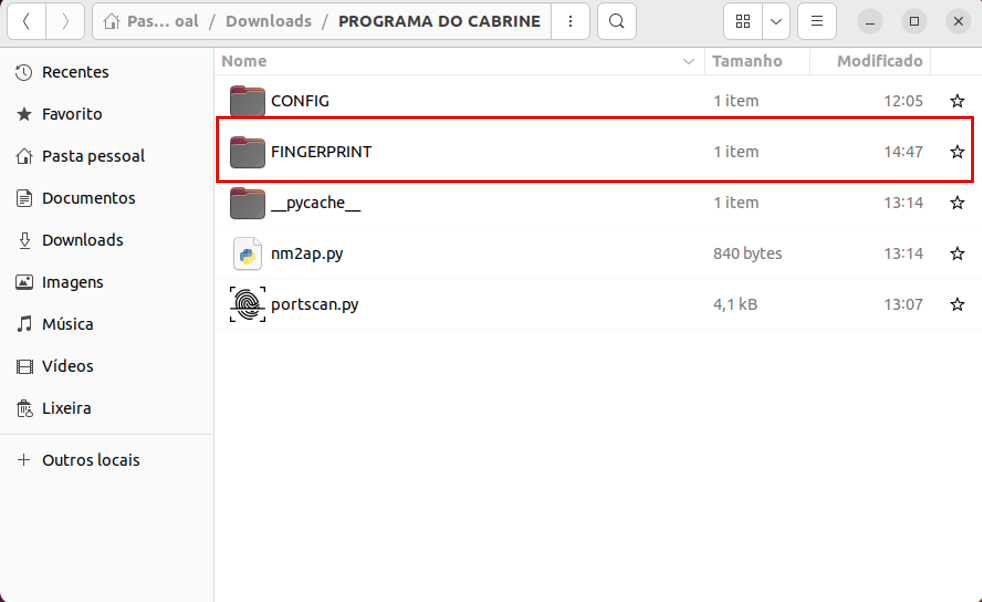 Pas... oal / Downloads / PROGRAMA DO CABRINE
Nome Tamanho Modificado
Recentes
Favorito
Pasta pessoal
Documentos
Downloads
Imagens
Música
Vídeos
Lixeira
Outros locais
CONFIG 1 item 12:05
FINGERPRINT 1 item 14:47
__pycache__ 1 item 13:14
nm2ap.py 840 bytes 13:14
portscan.py 4,1 kB 13:07